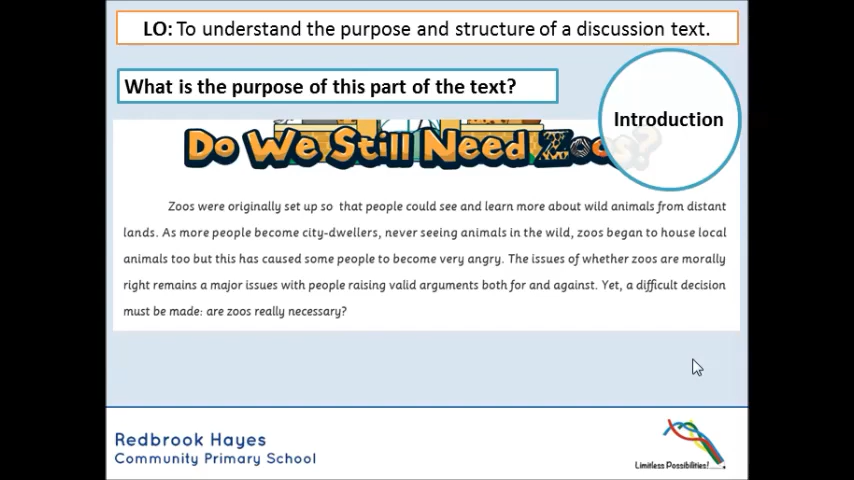 LO: To understand the purpose and structure of a discussion text.
What is the purpose of this part of the text?
Introduction
Do We Still Need Zoos?
Zoos were originally set up so that people could see and learn more about wild animals from distant
lands. As more people become city-dwellers, never seeing animals in the wild, zoos began to house local
animals too but this has caused some people to become very angry. The issues of whether zoos are morally
right remains a major issues with people raising valid arguments both for and against. Yet, a difficult decision
must be made: are zoos really necessary?
Redbrook Hayes
Community Primary School
Limitless Possibilities!